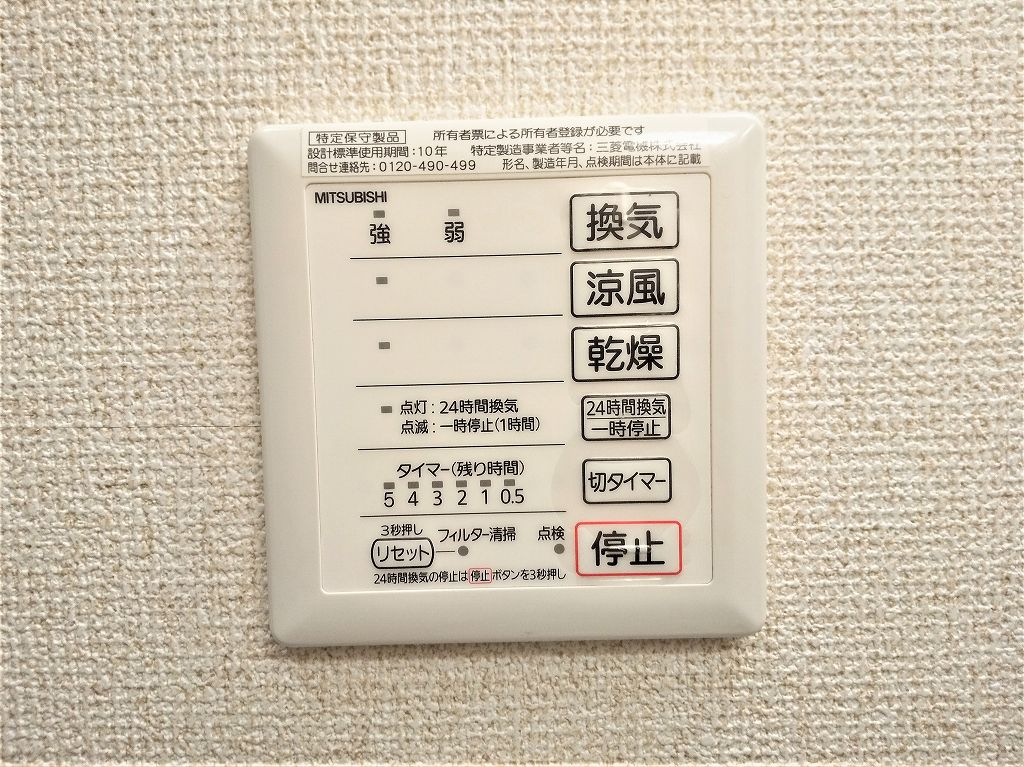 特定保守製品 所有者票による所有者登録が必要です
設計標準使用期間:10年 特定製造事業者等名:三菱電機株式会社
問合せ連絡先:0120-490-499 形名、製造年月、点検期間は本体に記載
MITSUBISHI
強 弱 換気
涼風
乾燥
点灯:24時間換気
点滅:一時停止(1時間)
24時間換気
一時停止
タイマー(残り時間)
5 4 3 2 1 0.5
切タイマー
3秒押し
リセット フィルター清掃 点検
停止
24時間換気の停止は停止ボタンを3秒押し